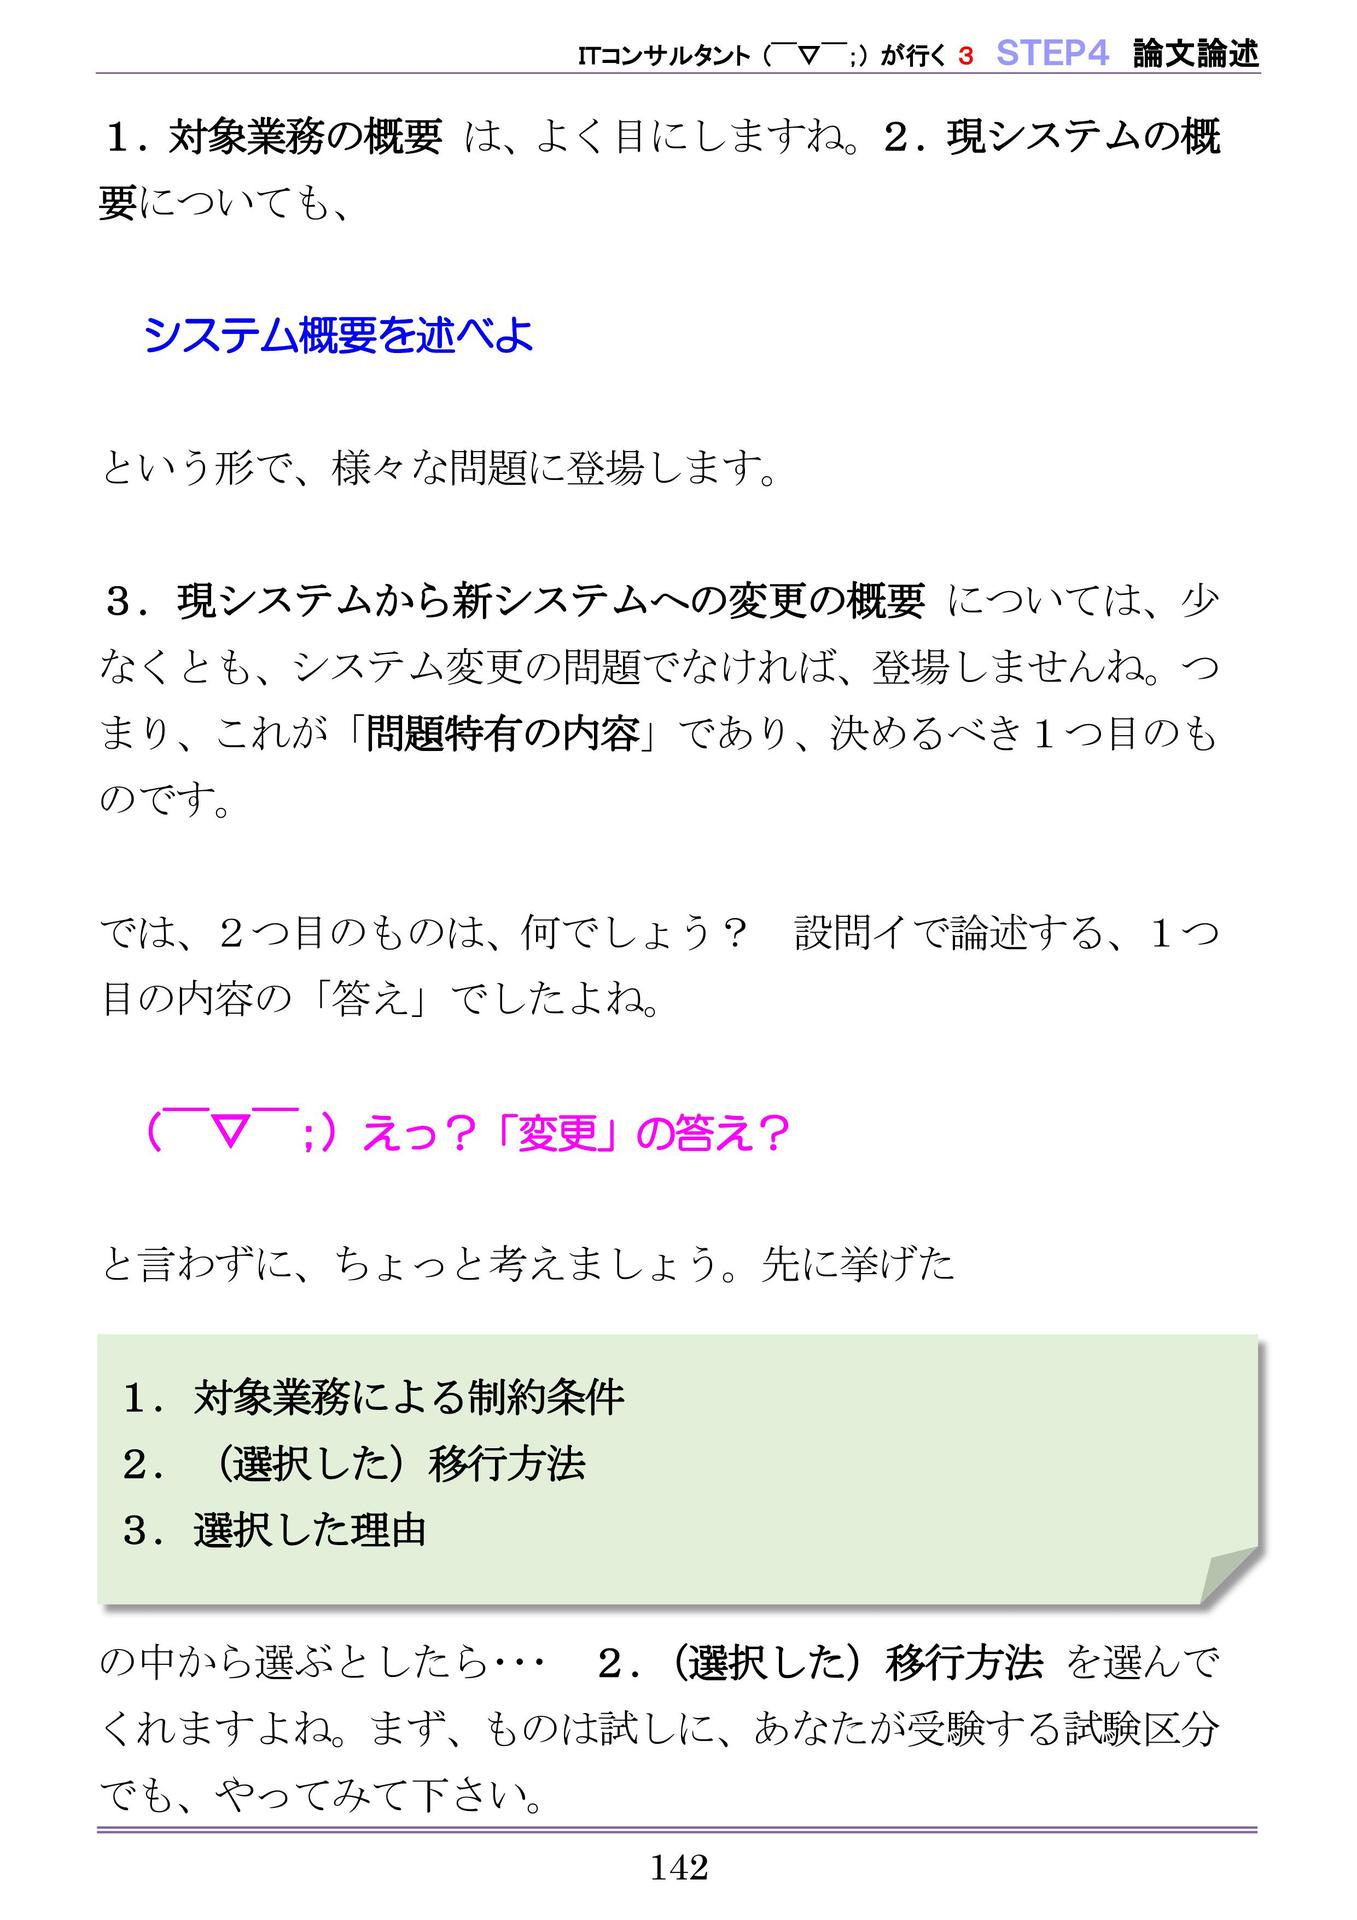 ITコンサルタント（￣▽￣；）が行く 3 STEP4 論文論述
１．対象業務の概要 は、よく目にしますね。２．現システムの概
要についても、
システム概要を述べよ
という形で、様々な問題に登場します。
３．現システムから新システムへの変更の概要 については、少
なくとも、システム変更の問題でなければ、登場しませんね。つ
まり、これが「問題特有の内容」であり、決めるべき１つ目のも
のです。
では、２つ目のものは、何でしょう？　設問イで論述する、１つ
目の内容の「答え」でしたよね。
（￣▽￣；）えっ？「変更」の答え？
と言わずに、ちょっと考えましょう。先に挙げた
１．対象業務による制約条件
２．（選択した）移行方法
３．選択した理由
の中から選ぶとしたら･･･　２．（選択した）移行方法 を選んで
くれますよね。まず、ものは試しに、あなたが受験する試験区分
でも、やってみて下さい。
142